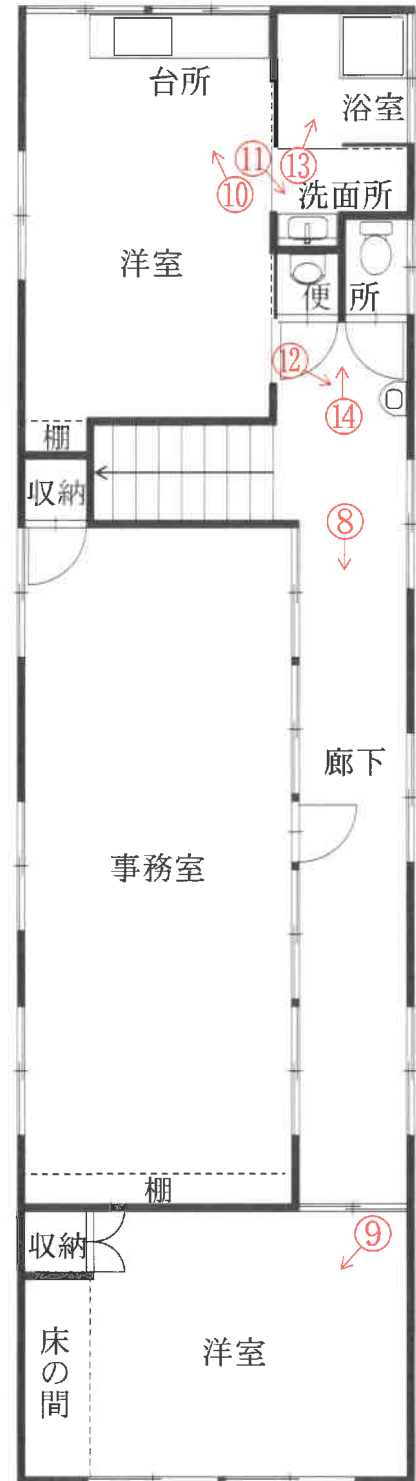 台所
浴室
⑪
⑬
⑩
洗面所
洋室
便所
⑫
⑭
棚
収納
⑧
廊下
事務室
棚
収納
⑨
床の間
洋室